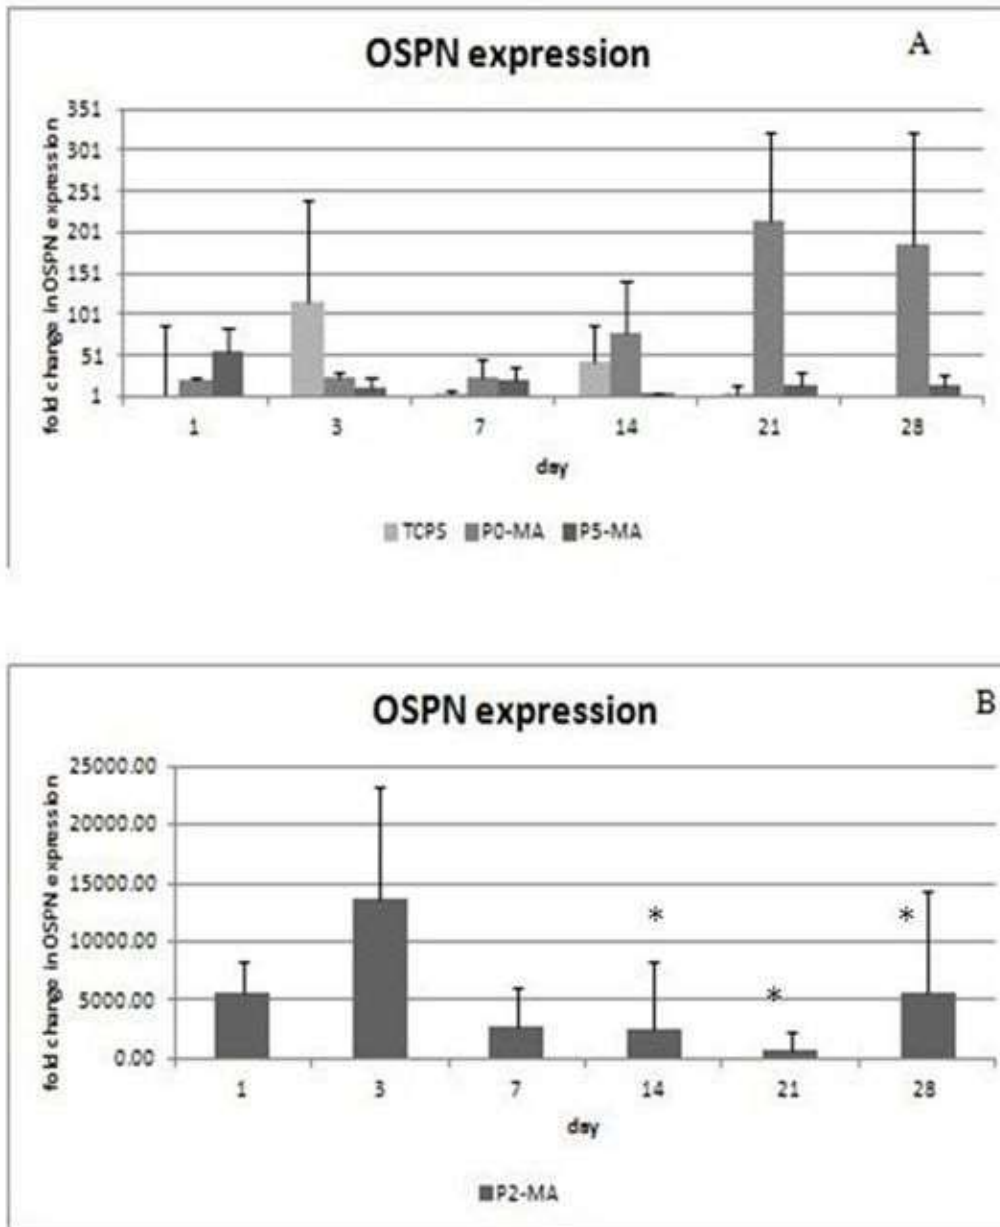 OSPN expression
A
fold change in OSPN expression
351
301
251
201
151
101
51
1
1 3 7 14 21 28
day
TCPS P0-MA P5-MA
OSPN expression
B
fold change in OSPN expression
25000.00
20000.00
15000.00
10000.00
5000.00
0.00
*
*
*
1 3 7 14 21 28
day
P2-MA